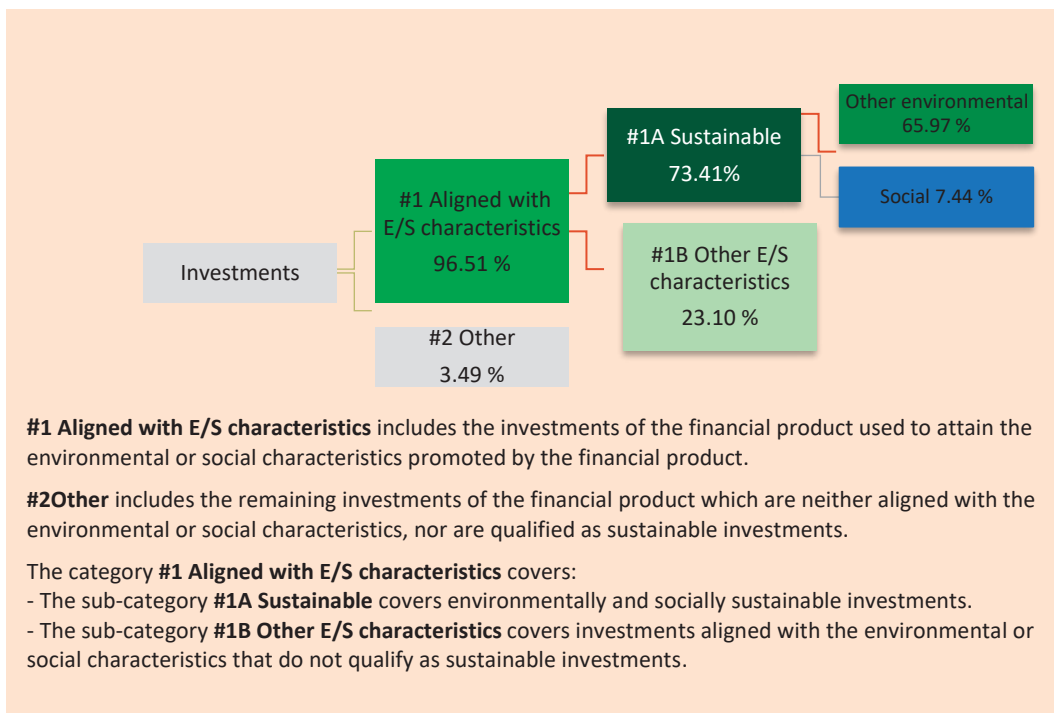 Other environmental
65.97 %
#1A Sustainable
73.41%
Social 7.44 %
#1 Aligned with
E/S characteristics
96.51 %
#1B Other E/S
characteristics
23.10 %
Investments
#2 Other
3.49 %
#1 Aligned with E/S characteristics includes the investments of the financial product used to attain the
environmental or social characteristics promoted by the financial product.
#2Other includes the remaining investments of the financial product which are neither aligned with the
environmental or social characteristics, nor are qualified as sustainable investments.
The category #1 Aligned with E/S characteristics covers:
- The sub-category #1A Sustainable covers environmentally and socially sustainable investments.
- The sub-category #1B Other E/S characteristics covers investments aligned with the environmental or
social characteristics that do not qualify as sustainable investments.